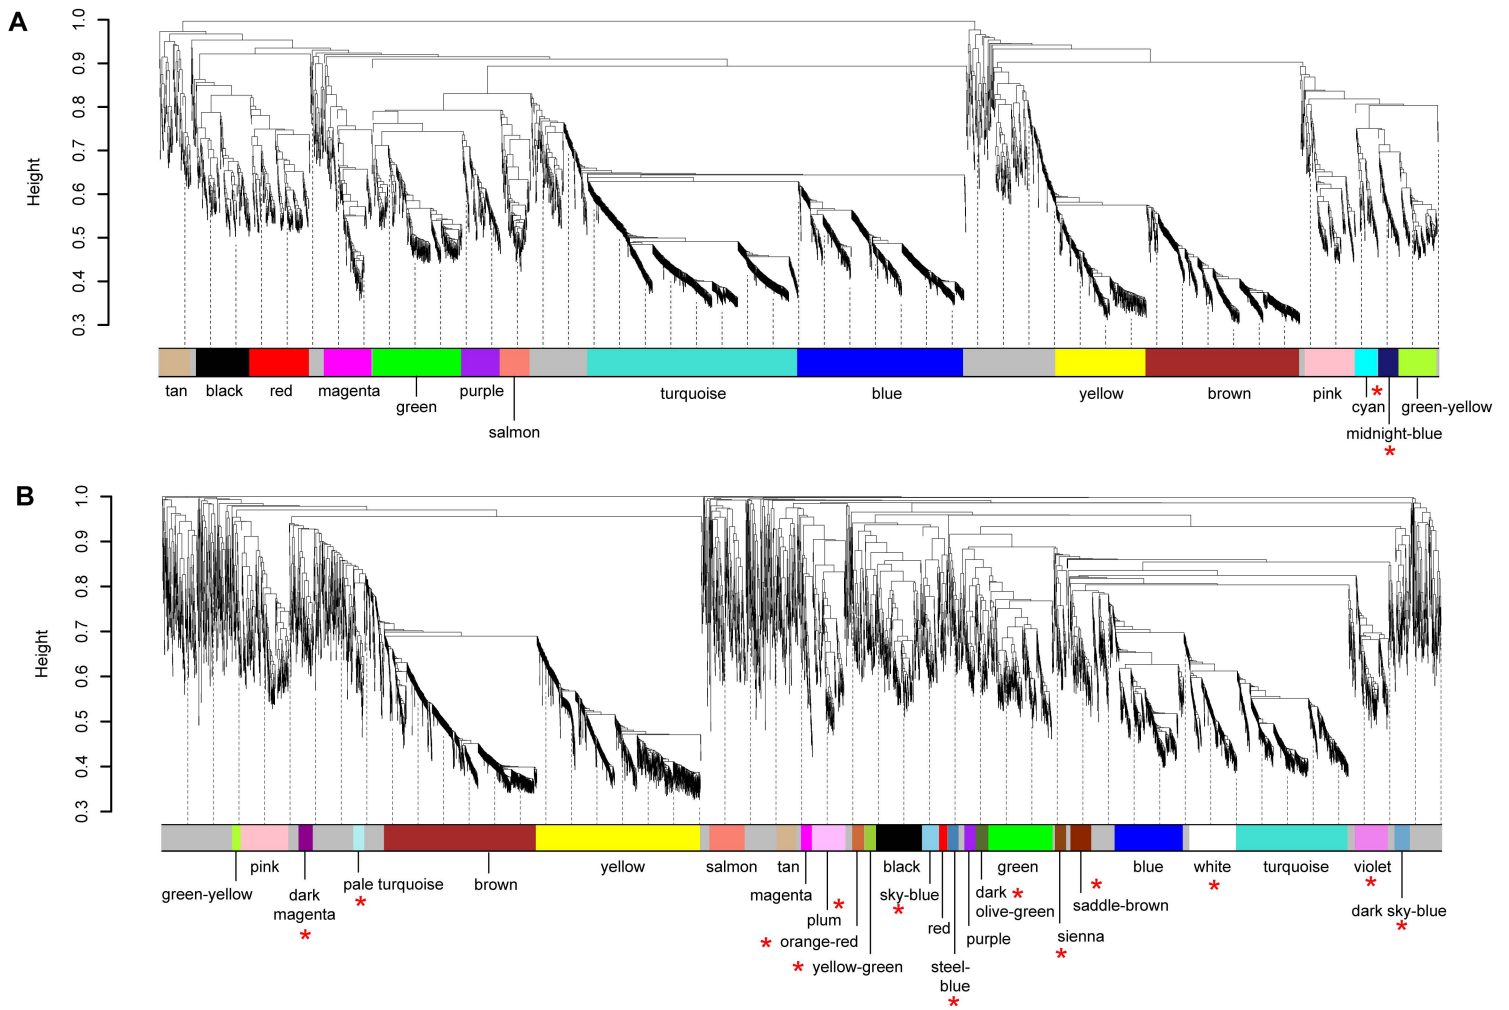 A
Height
1.0
0.9
0.8
0.7
0.6
0.5
0.4
0.3
tan
black
red
magenta
green
purple
salmon
turquoise
blue
yellow
brown
pink
cyan
*
midnight-blue
*
green-yellow
B
Height
1.0
0.9
0.8
0.7
0.6
0.5
0.4
0.3
green-yellow
pink
dark
magenta
*
pale turquoise
*
brown
yellow
salmon
tan
magenta
plum
*
* orange-red
* yellow-green
black
sky-blue
*
red
steel-
blue
*
purple
dark
olive-green
*
green
sienna
*
saddle-brown
*
blue
white
*
turquoise
violet
*
dark sky-blue
*